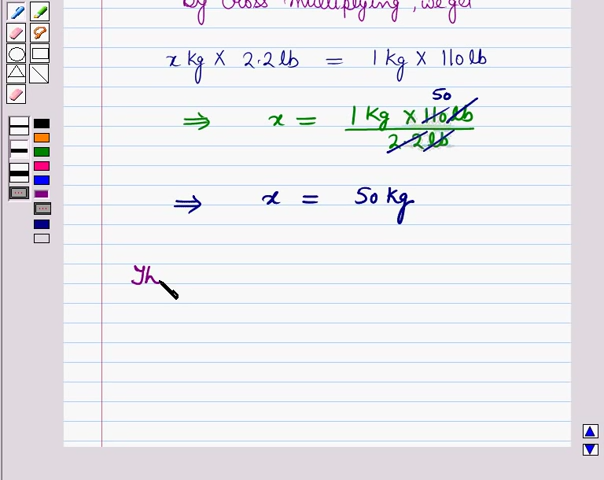 By Cross Multiplying, we get
x Kg × 2.2 lb = 1 Kg × 110 lb
50
⇒ x = 1 Kg × 110 lb
2.2 lb
⇒ x = 50 Kg
Th